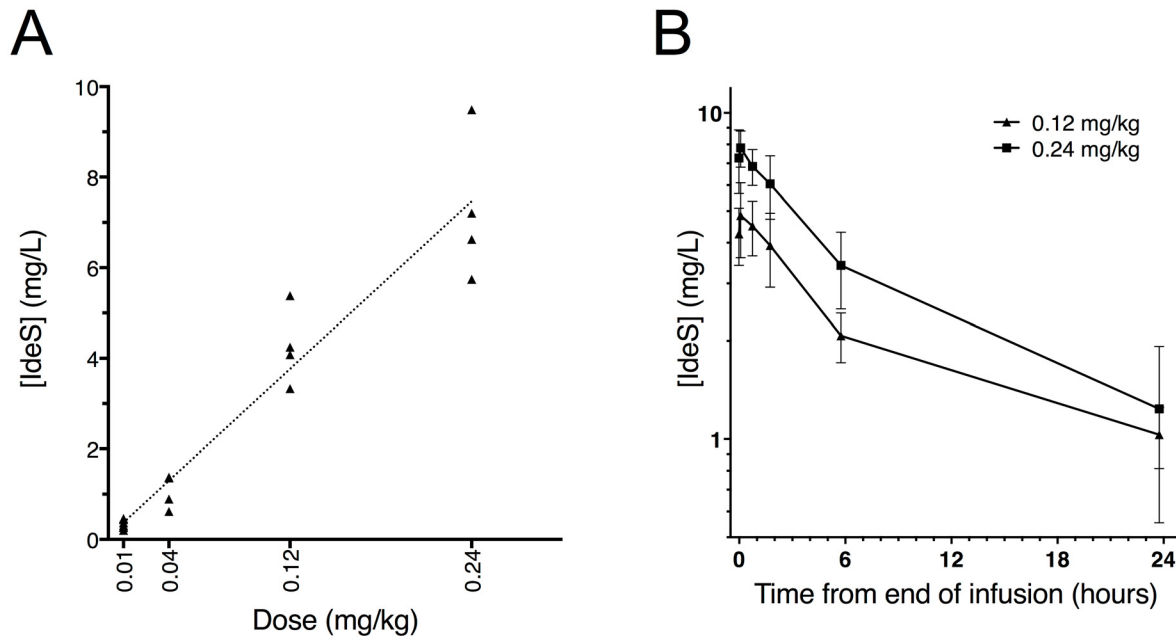 A
10
8
6
4
2
0
[IdeS] (mg/L)
0.01
0.04
0.12
0.24
Dose (mg/kg)
B
10
1
[IdeS] (mg/L)
0.12 mg/kg
0.24 mg/kg
0 6 12 18 24
Time from end of infusion (hours)